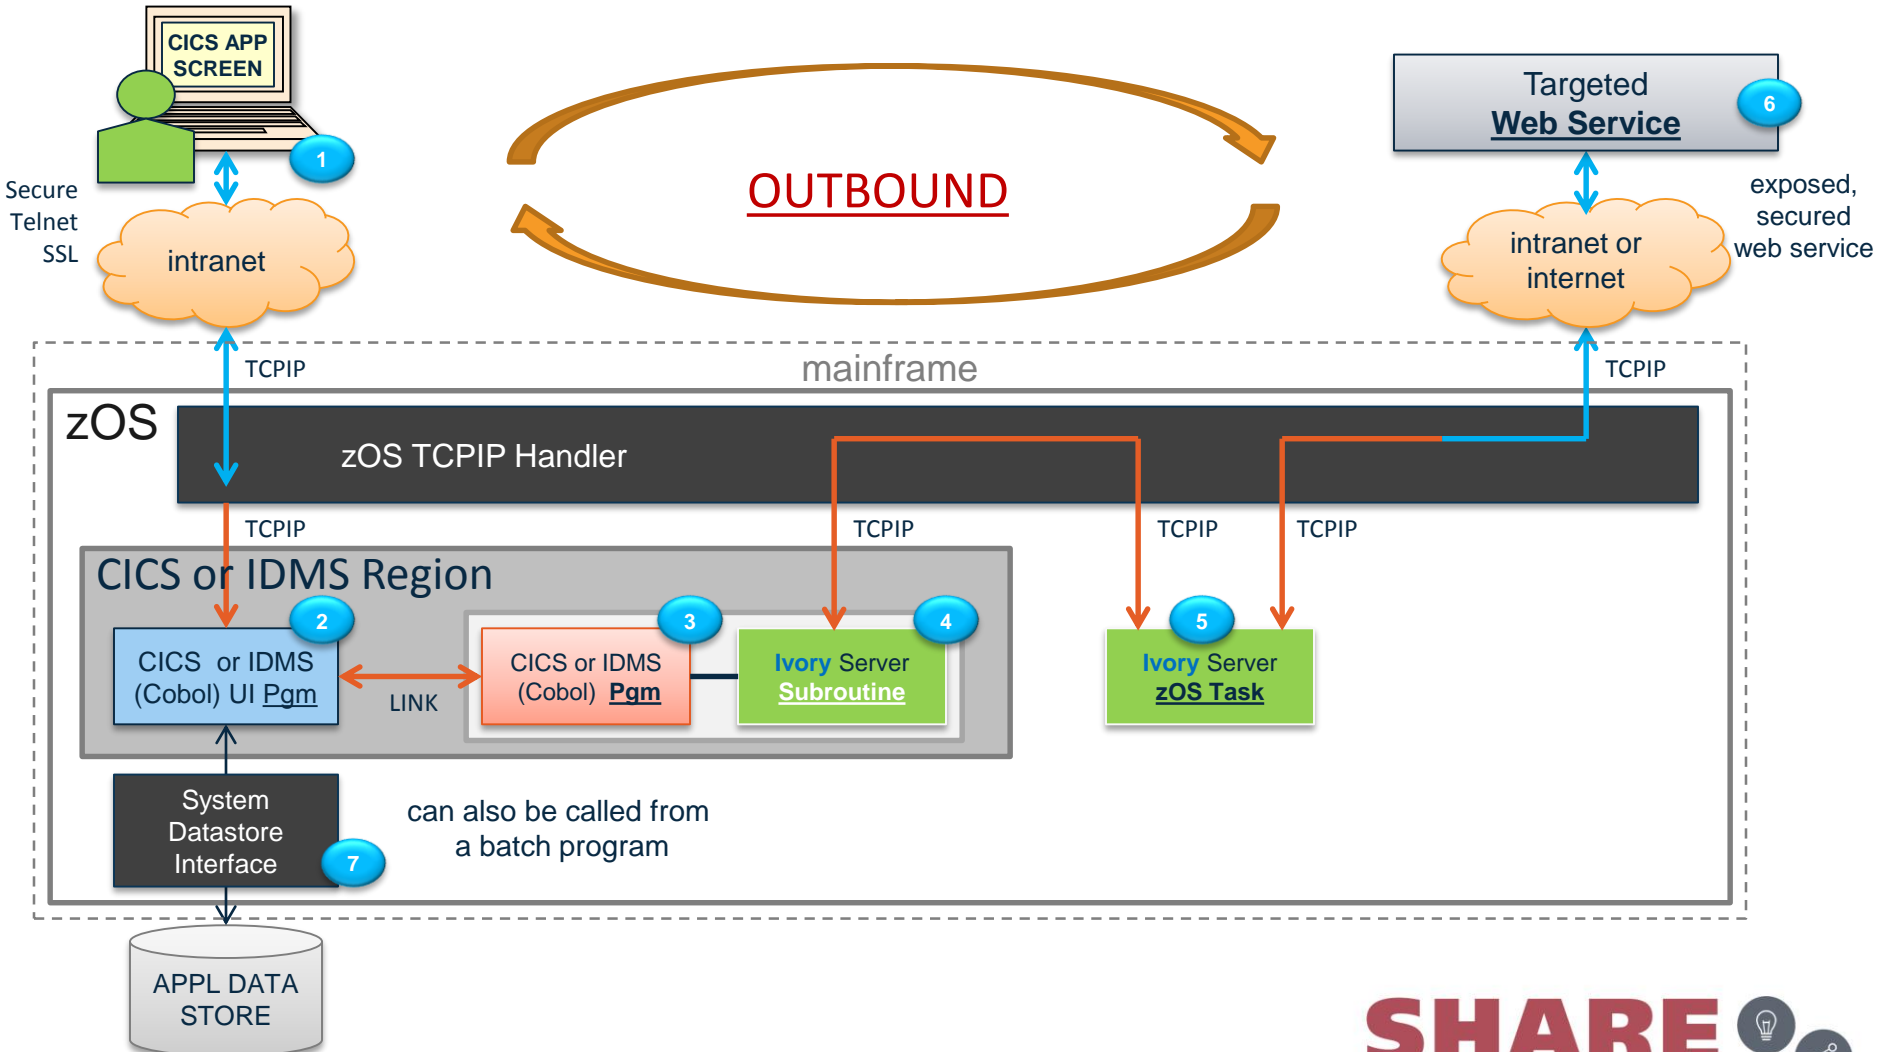 CICS APP
SCREEN
1
Secure
Telnet
SSL
intranet
OUTBOUND
Targeted
Web Service
6
exposed,
secured
web service
intranet or
internet
TCPIP
mainframe
TCPIP
zOS
zOS TCPIP Handler
TCPIP
TCPIP
TCPIP
TCPIP
CICS or IDMS Region
2
CICS or IDMS
(Cobol) UI Pgm
LINK
3
CICS or IDMS
(Cobol) Pgm
4
Ivory Server
Subroutine
5
Ivory Server
zOS Task
System
Datastore
Interface
7
can also be called from
a batch program
APPL DATA
STORE
SHARE